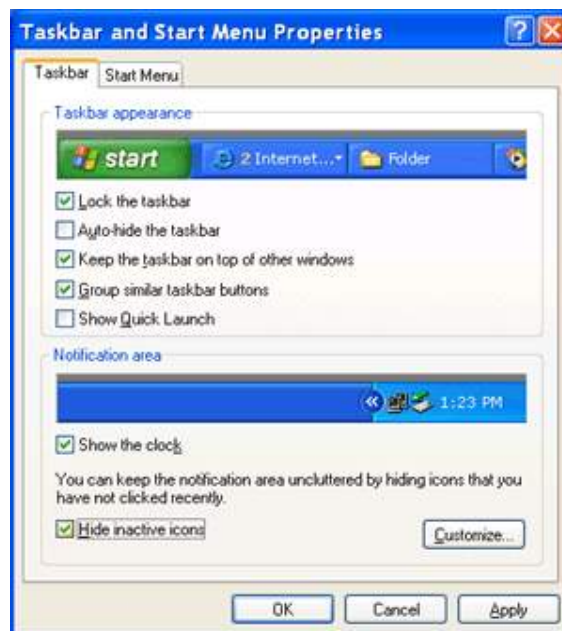 Taskbar and Start Menu Properties
Taskbar
Start Menu
Taskbar appearance
start
2 Internet...
Folder
Lock the taskbar
Auto-hide the taskbar
Keep the taskbar on top of other windows
Group similar taskbar buttons
Show Quick Launch
Notification area
1:23 PM
Show the clock
You can keep the notification area uncluttered by hiding icons that you
have not clicked recently.
Hide inactive icons
Customize...
OK
Cancel
Apply